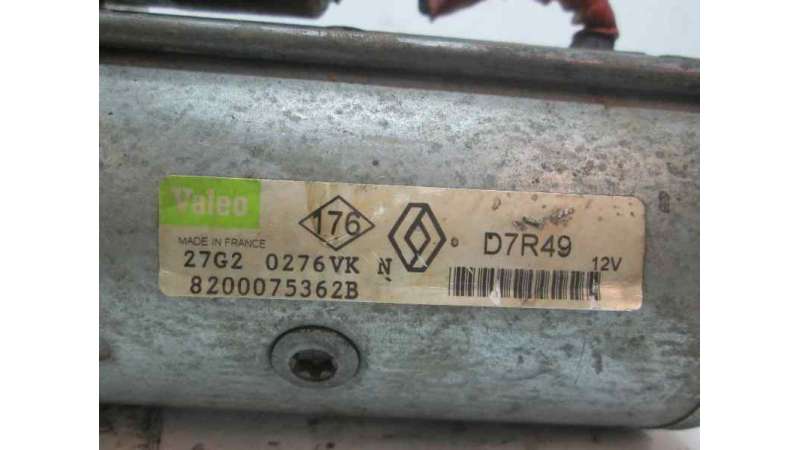 Valeo
176
D7R49
12V
MADE IN FRANCE
27G2 0276VK N
8200075362B